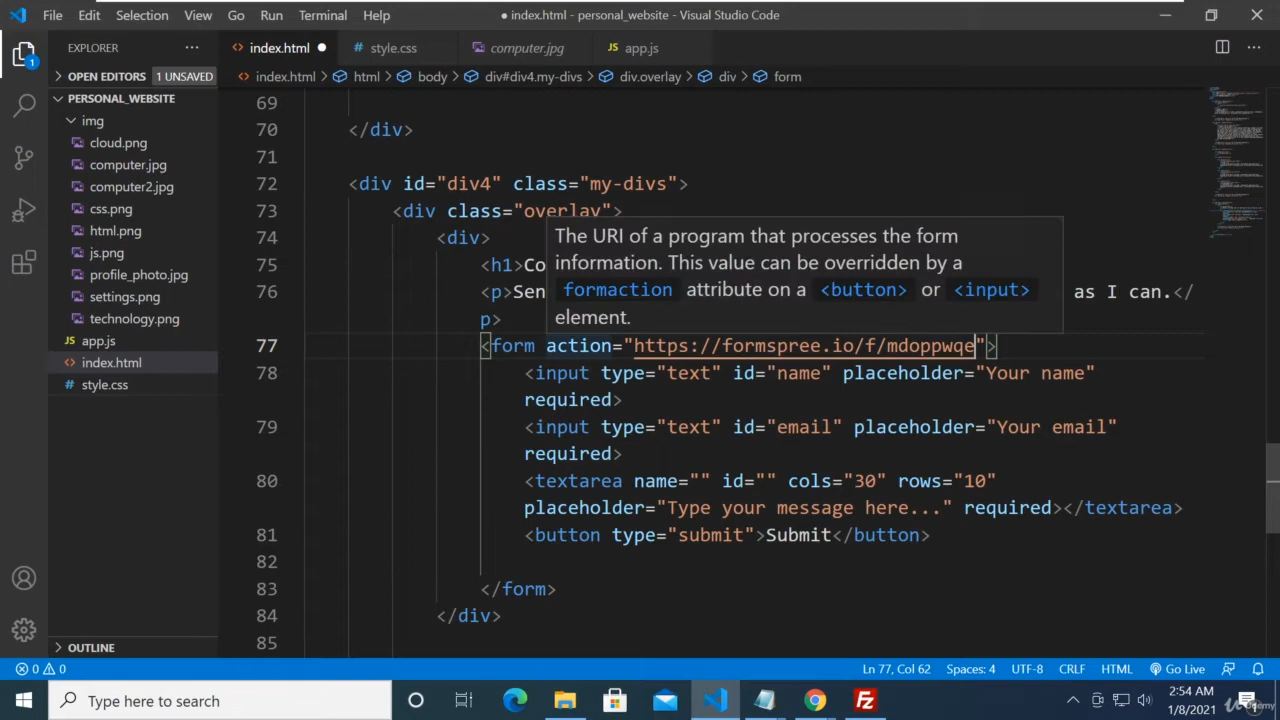 File Edit Selection View Go Run Terminal Help
● index.html - personal_website - Visual Studio Code
EXPLORER
index.html
style.css
computer.jpg
JS app.js
OPEN EDITORS 1 UNSAVED
index.html > html > body > div#div4.my-divs > div.overlay > div > form
PERSONAL_WEBSITE
img
cloud.png
computer.jpg
computer2.jpg
css.png
html.png
js.png
profile_photo.jpg
settings.png
technology.png
JS app.js
index.html
style.css
OUTLINE
1
69
70 </div>
71
72 <div id="div4" class="my-divs">
73 <div class="overlay">
74 <div>
75 <h1>Co
76 <p>Sen as I can.</
p>
The URI of a program that processes the form
information. This value can be overridden by a
formaction attribute on a <button> or <input>
element.
77 <form action="https://formspree.io/f/mdoppwqe">
78 <input type="text" id="name" placeholder="Your name"
required>
79 <input type="text" id="email" placeholder="Your email"
required>
80 <textarea name="" id="" cols="30" rows="10"
placeholder="Type your message here..." required></textarea>
81 <button type="submit">Submit</button>
82
83 </form>
84 </div>
85
0 0 Ln 77, Col 62 Spaces: 4 UTF-8 CRLF HTML Go Live
Type here to search
2:54 AM
1/8/2021
Udemy